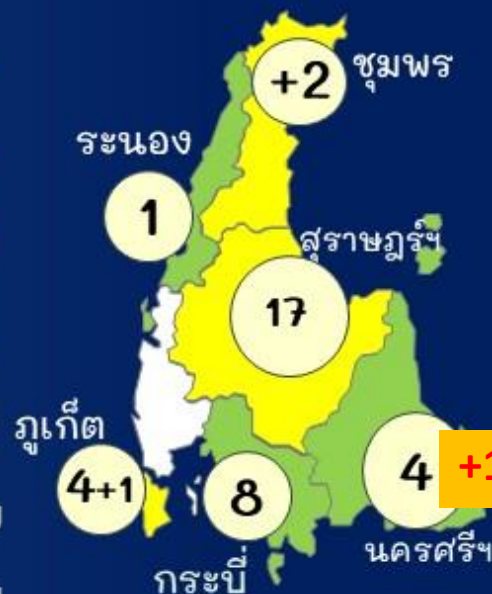 +2
ชุมพร
ระนอง
1
สุราษฎร์ฯ
17
ภูเก็ต
4+1
8
4
นครศรีฯ
กระบี่